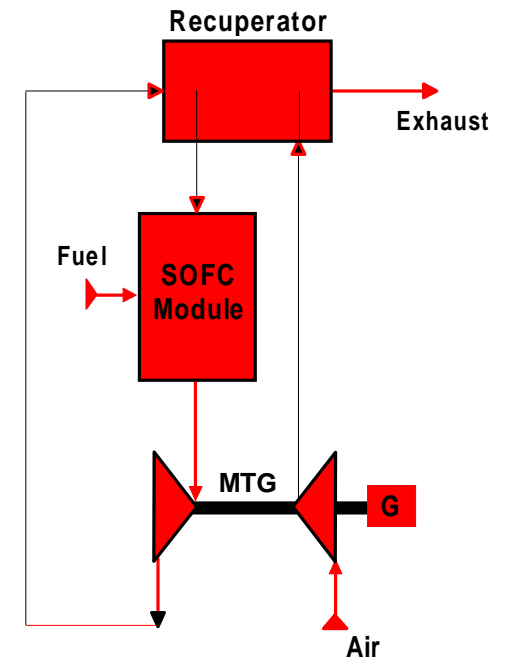 Recuperator
Exhaust
Fuel
SOFC
Module
MTG
G
Air